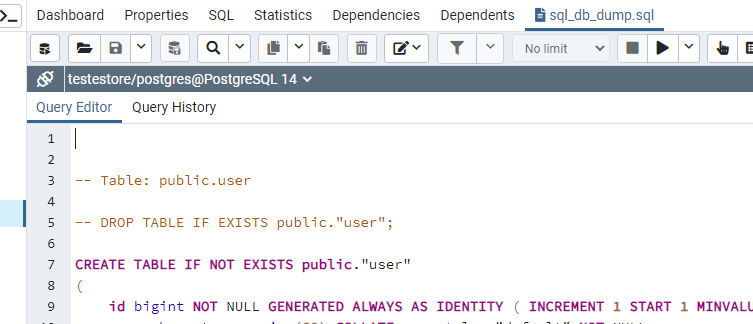 Dashboard Properties SQL Statistics Dependencies Dependents sql_db_dump.sql
No limit
testestore/postgres@PostgreSQL 14
Query Editor Query History
1
2
3 -- Table: public.user
4
5 -- DROP TABLE IF EXISTS public."user";
6
7 CREATE TABLE IF NOT EXISTS public."user"
8 (
9 id bigint NOT NULL GENERATED ALWAYS AS IDENTITY ( INCREMENT 1 START 1 MINVALU